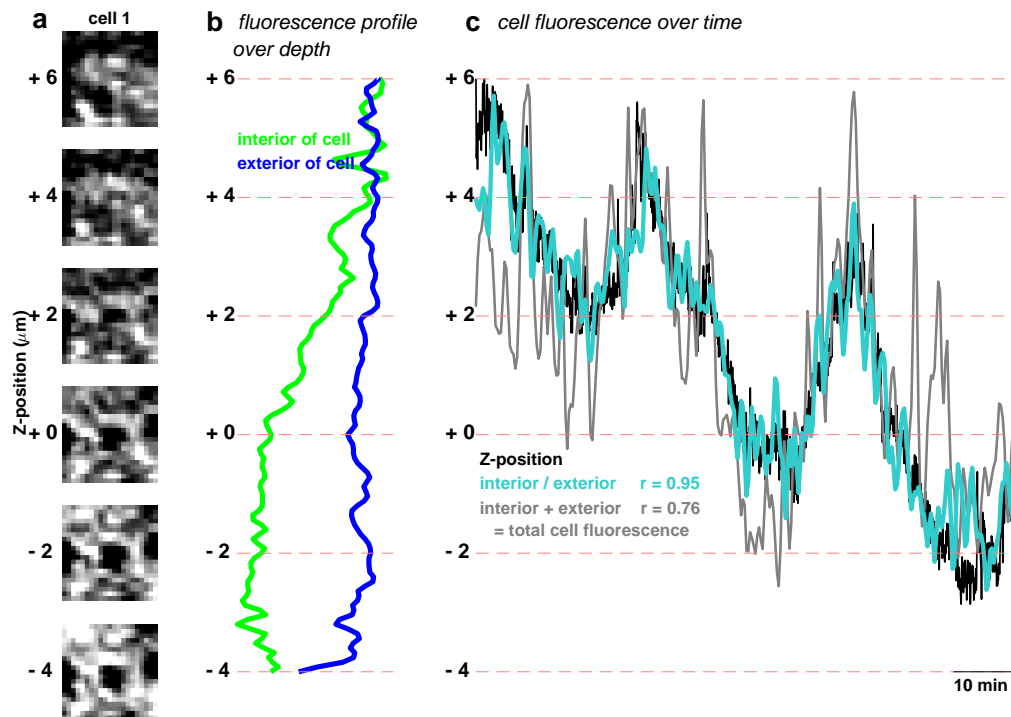 a
cell 1
b fluorescence profile
over depth
c cell fluorescence over time
Z-position (μm)
+ 6
+ 4
+ 2
+ 0
- 2
- 4
+ 6
+ 4
+ 2
+ 0
- 2
- 4
interior of cell
exterior of cell
+ 6
+ 4
+ 2
+ 0
- 2
- 4
Z-position
interior / exterior r = 0.95
interior + exterior r = 0.76
= total cell fluorescence
10 min